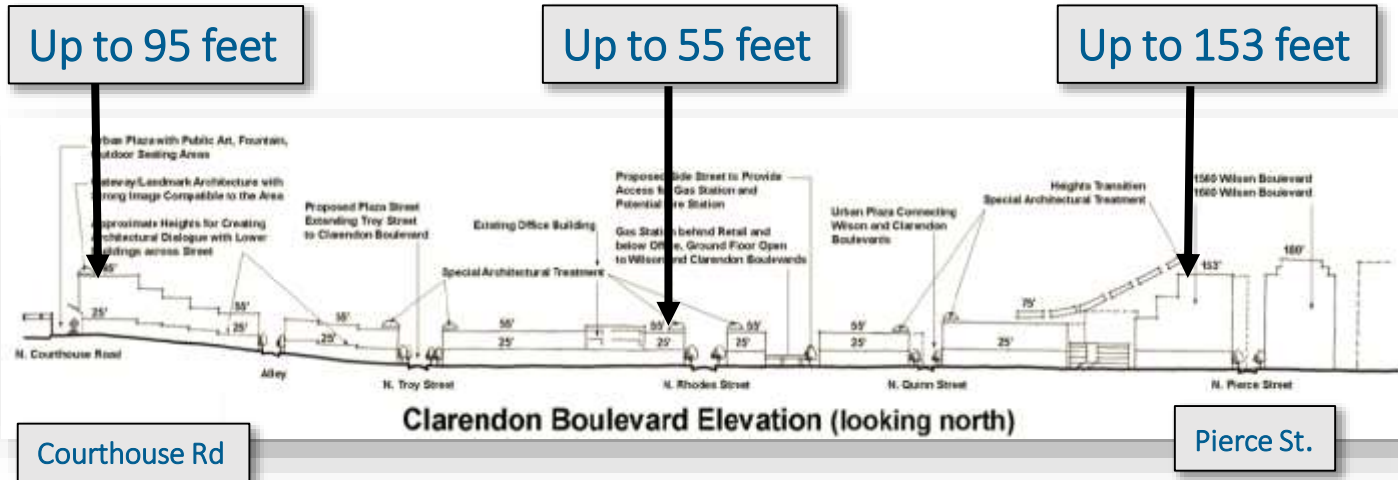 Up to 95 feet
Up to 55 feet
Up to 153 feet
Urban Plaza with Public Art, Fountain,
Outdoor Seating Areas
Gateway/Landmark Architecture with
Strong Image Compatible to the Area
Approximate Heights for Creating
Architectural Dialogue with Lower
Buildings across Street
Proposed Plaza Street
Extending Troy Street
to Clarendon Boulevard
Existing Office Building
Special Architectural Treatment
Proposed Side Street to Provide
Access for Gas Station and
Potential Fire Station
Gas Station behind Retail and
below Office, Ground Floor Open
to Wilson and Clarendon Boulevards
Urban Plaza Connecting
Wilson and Clarendon
Boulevards
Heights Transition
Special Architectural Treatment
1560 Wilson Boulevard
1600 Wilson Boulevard
25'
55'
25'
55'
25'
55'
25'
55'
25'
55'
25'
55'
25'
75'
25'
153'
180'
N. Courthouse Road
Alley
N. Troy Street
N. Rhodes Street
N. Quinn Street
N. Pierce Street
Clarendon Boulevard Elevation (looking north)
Courthouse Rd
Pierce St.